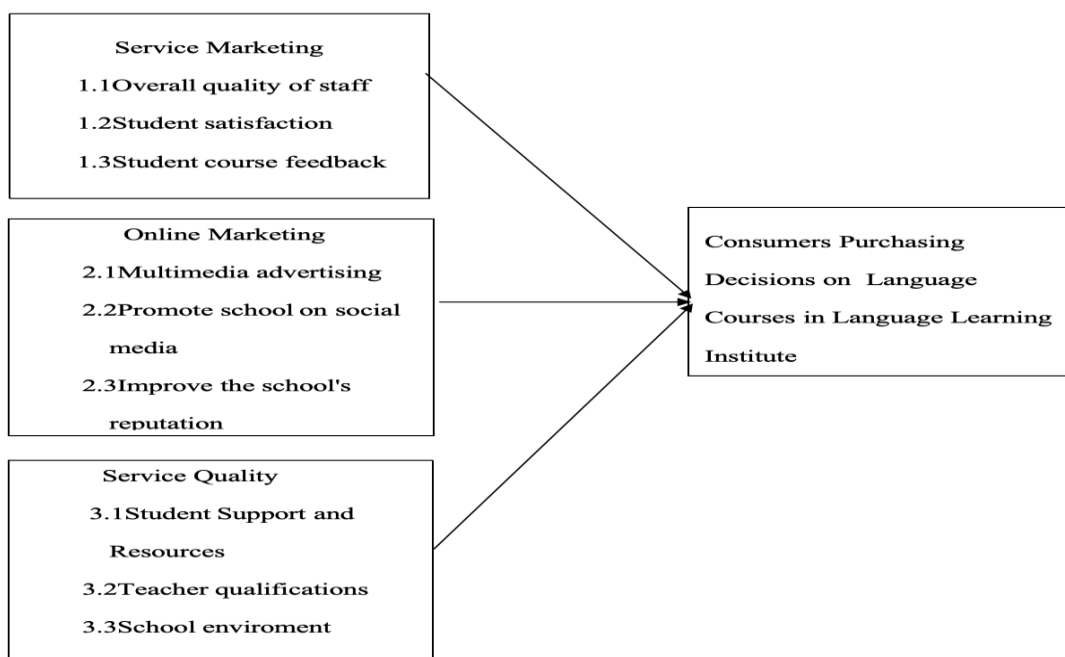 Service Marketing
1.1Overall quality of staff
1.2Student satisfaction
1.3Student course feedback
Online Marketing
2.1Multimedia advertising
2.2Promote school on social
media
2.3Improve the school's
reputation
Service Quality
3.1Student Support and
Resources
3.2Teacher qualifications
3.3School enviroment
Consumers Purchasing
Decisions on Language
Courses in Language Learning
Institute